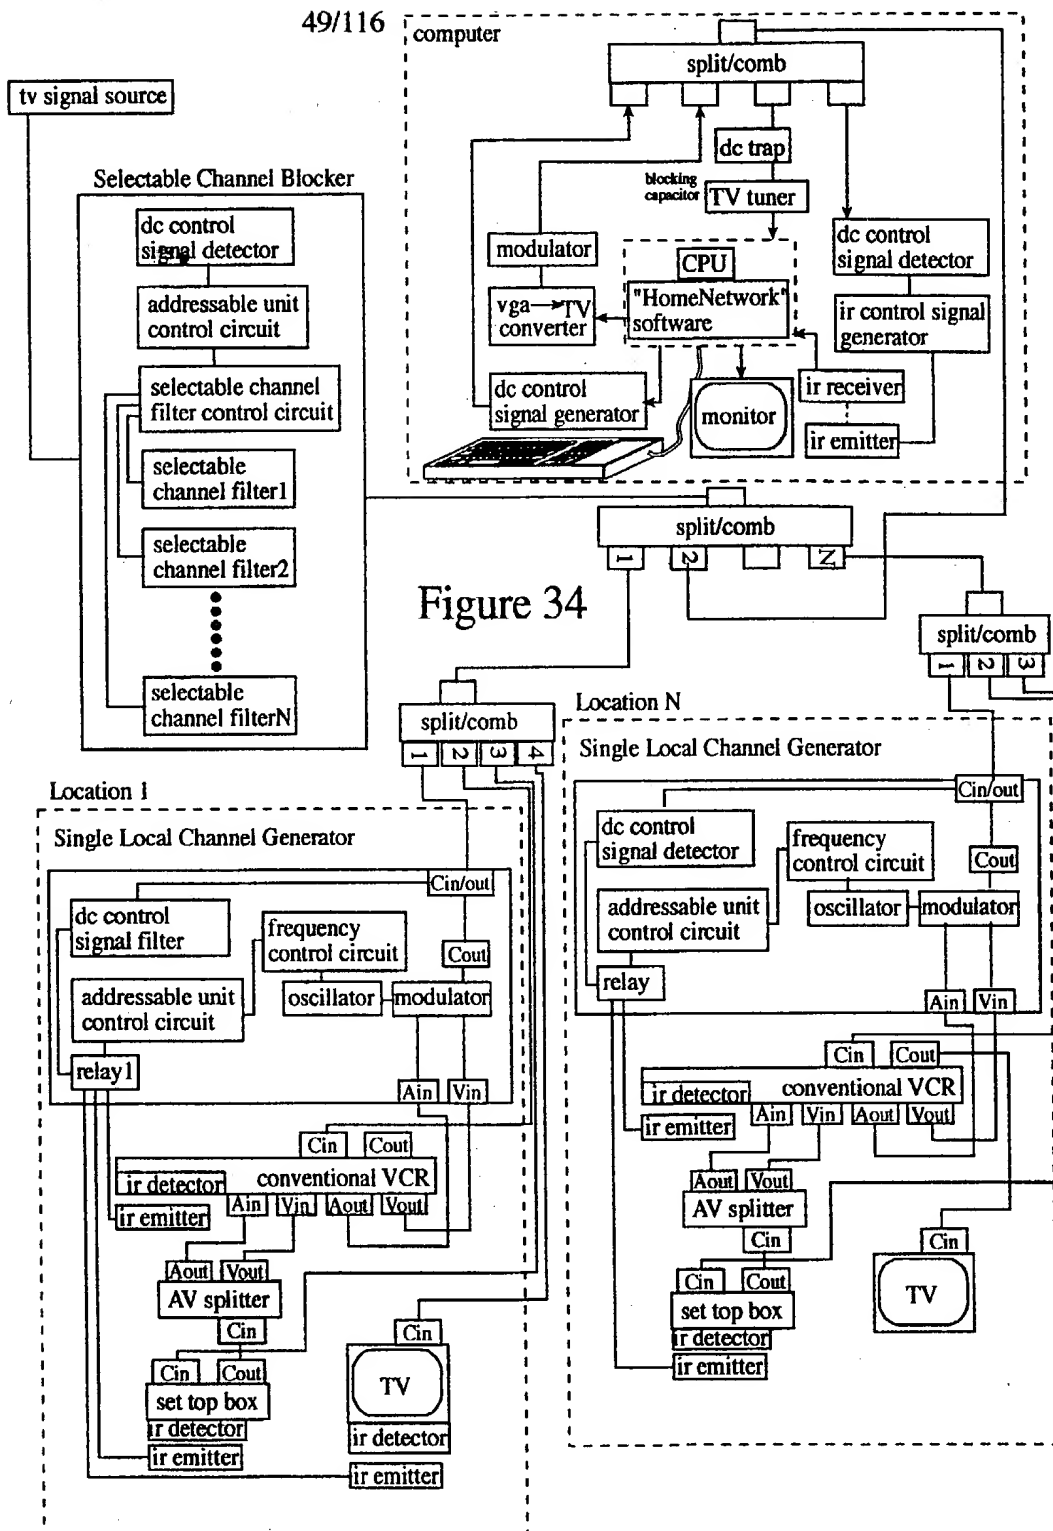 49/116
computer
split/comb
tv signal source
dc trap
blocking
capacitor
TV tuner
Selectable Channel Blocker
dc control
signal detector
addressable unit
control circuit
selectable channel
filter control circuit
selectable
channel filter1
selectable
channel filter2
selectable
channel filterN
modulator
CPU
"HomeNetwork"
software
vga TV
converter
dc control
signal detector
ir control signal
generator
dc control
signal generator
monitor
ir receiver
ir emitter
split/comb
1
2
N
Figure 34
split/comb
1
2
3
split/comb
1
2
3
4
Location 1
Single Local Channel Generator
Cin/out
dc control
signal filter
frequency
control circuit
Cout
addressable unit
control circuit
oscillator
modulator
relay1
Ain
Vin
Cin
Cout
ir detector
conventional VCR
ir emitter
Ain
Vin
Aout
Vout
Aout
Vout
AV splitter
Cin
Cin
Cout
set top box
ir detector
ir emitter
Cin
TV
ir detector
ir emitter
Location N
Single Local Channel Generator
Cin/out
dc control
signal detector
frequency
control circuit
Cout
addressable unit
control circuit
oscillator
modulator
relay
Ain
Vin
Cin
Cout
ir detector
conventional VCR
ir emitter
Ain
Vin
Aout
Vout
Aout
Vout
AV splitter
Cin
Cin
Cout
set top box
ir detector
ir emitter
Cin
TV